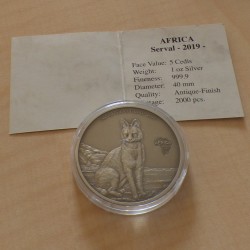 AFRICA
Serval - 2019 -
Face Value: 5 Cedis
Weight: 1 oz Silver
Fineness: 999,9
Diameter: 40 mm
Quality: Antique-Finish
2000 pcs.